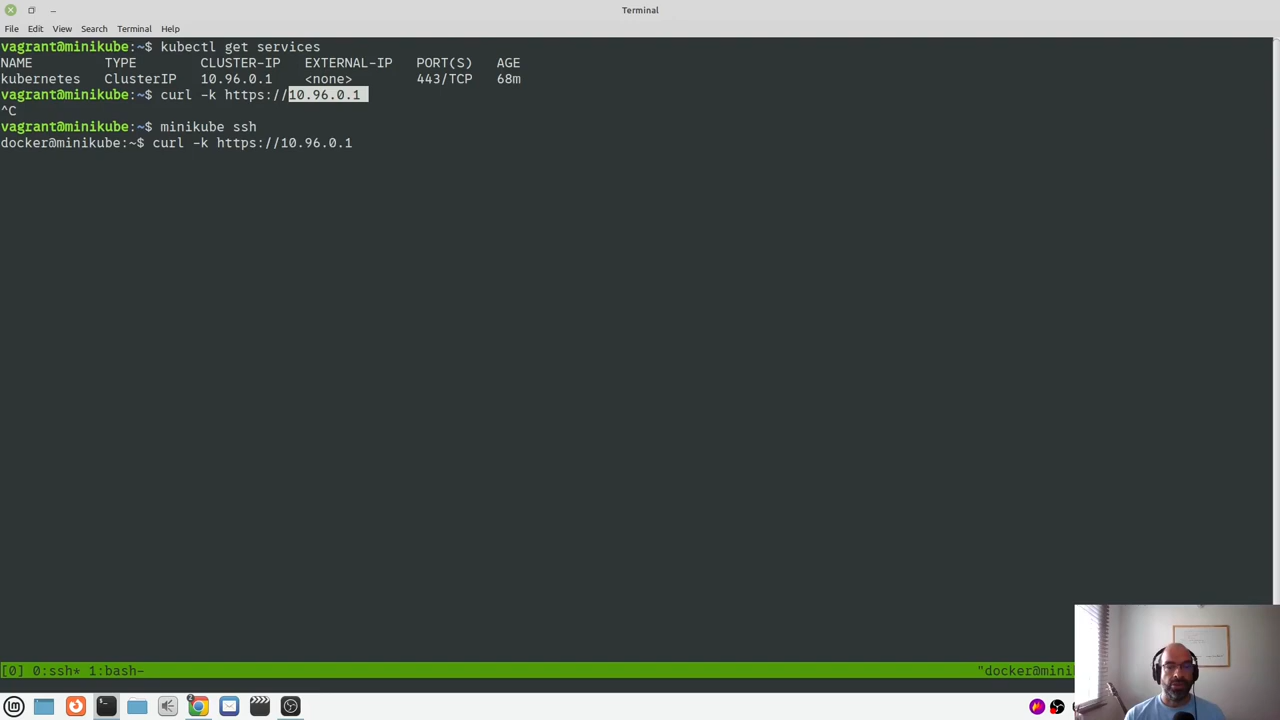 Terminal
File Edit View Search Terminal Help
vagrant@minikube:~$ kubectl get services
NAME TYPE CLUSTER-IP EXTERNAL-IP PORT(S) AGE
kubernetes ClusterIP 10.96.0.1 <none> 443/TCP 68m
vagrant@minikube:~$ curl -k https://10.96.0.1
^C
vagrant@minikube:~$ minikube ssh
docker@minikube:~$ curl -k https://10.96.0.1
[0] 0:ssh* 1:bash- "docker@mini
2